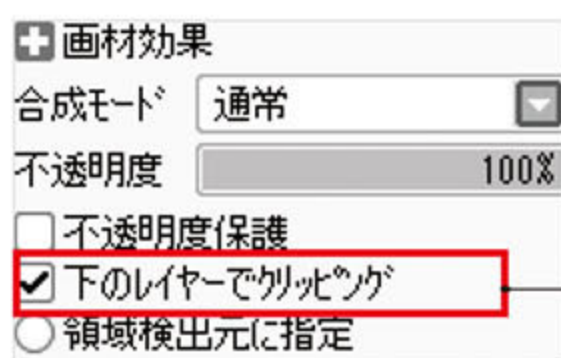 画材効果
合成モード 通常
不透明度 100%
不透明度保護
下のレイヤーでクリッピング
領域検出元に指定